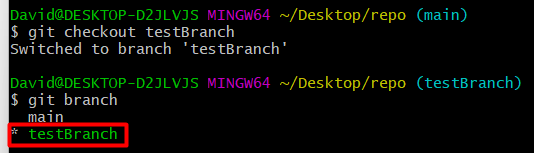 David@DESKTOP-D2JLVJS MINGW64 ~/Desktop/repo (main)
$ git checkout testBranch
Switched to branch 'testBranch'
David@DESKTOP-D2JLVJS MINGW64 ~/Desktop/repo (testBranch)
$ git branch
  main
* testBranch